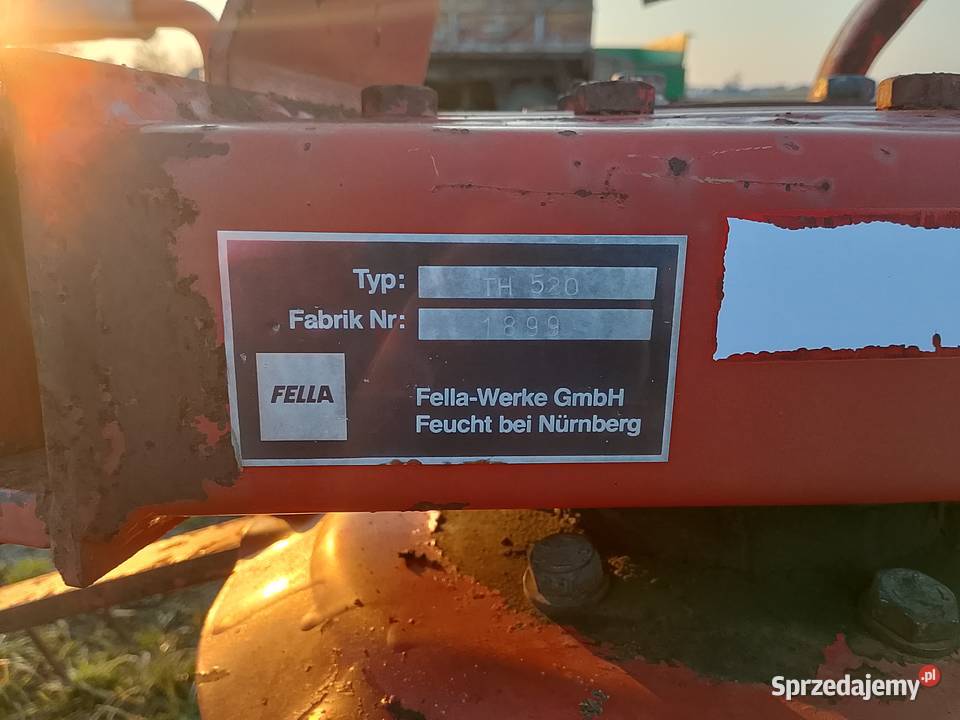 Typ: TH 520
Fabrik Nr: 1899
FELLA
Fella-Werke GmbH
Feucht bei Nürnberg
Sprzedajemy.pl